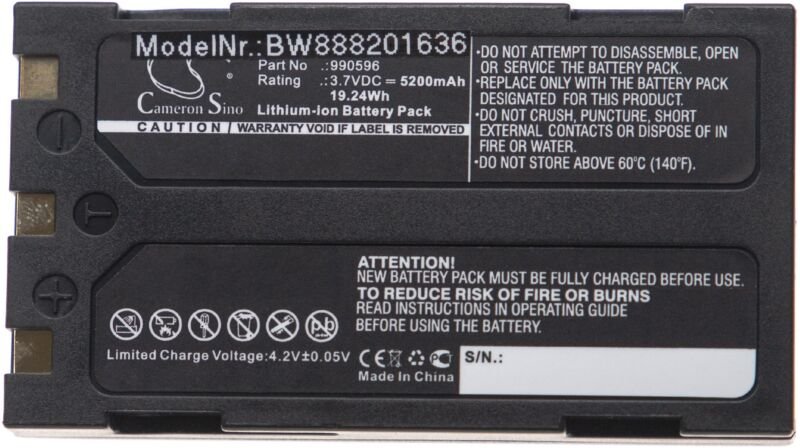 ModelNr.:BW888201636
Part No :990596
Rating :3.7VDC ⎓ 5200mAh
19.24Wh
Cameron Sino
Lithium-ion Battery Pack
CAUTION / WARRANTY VOID IF LABEL IS REMOVED
•DO NOT ATTEMPT TO DISASSEMBLE, OPEN
OR SERVICE THE BATTERY PACK.
•REPLACE ONLY WITH THE BATTERY PACK
DESIGNATED FOR THIS PRODUCT.
•DO NOT CRUSH, PUNCTURE, SHORT
EXTERNAL CONTACTS OR DISPOSE OF IN
FIRE OR WATER.
•DO NOT STORE ABOVE 60°C (140°F).
−
T
+
ATTENTION!
NEW BATTERY PACK MUST BE FULLY CHARGED BEFORE USE.
TO REDUCE RISK OF FIRE OR BURNS
READ INSTRUCTIONS IN OPERATING GUIDE
BEFORE USING THE BATTERY.
Pb
Limited Charge Voltage:4.2V±0.05V
CE
Made In China
S/N.: